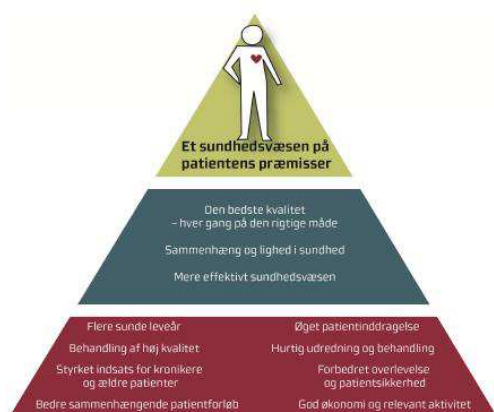 Et sundhedsvæsen på
patientens præmisser
Den bedste kvalitet
– hver gang på den rigtige måde
Sammenhæng og lighed i sundhed
Mere effektivt sundhedsvæsen
Flere sunde leveår
Behandling af høj kvalitet
Styrket indsats for kronikere
og ældre patienter
Bedre sammenhængende patientforløb
Øget patientinddragelse
Hurtig udredning og behandling
Forbedret overlevelse
og patientsikkerhed
God økonomi og relevant aktivitet